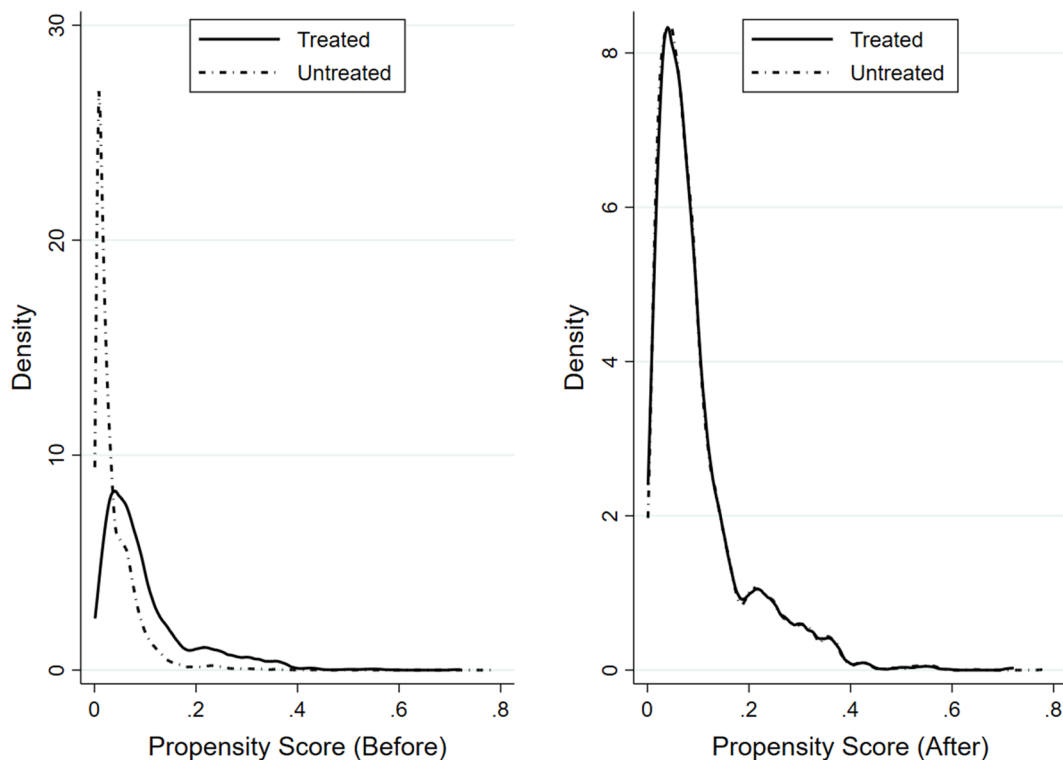 Treated
Untreated
Density
30
20
10
0
0 .2 .4 .6 .8
Propensity Score (Before)
Treated
Untreated
Density
8
6
4
2
0
0 .2 .4 .6 .8
Propensity Score (After)